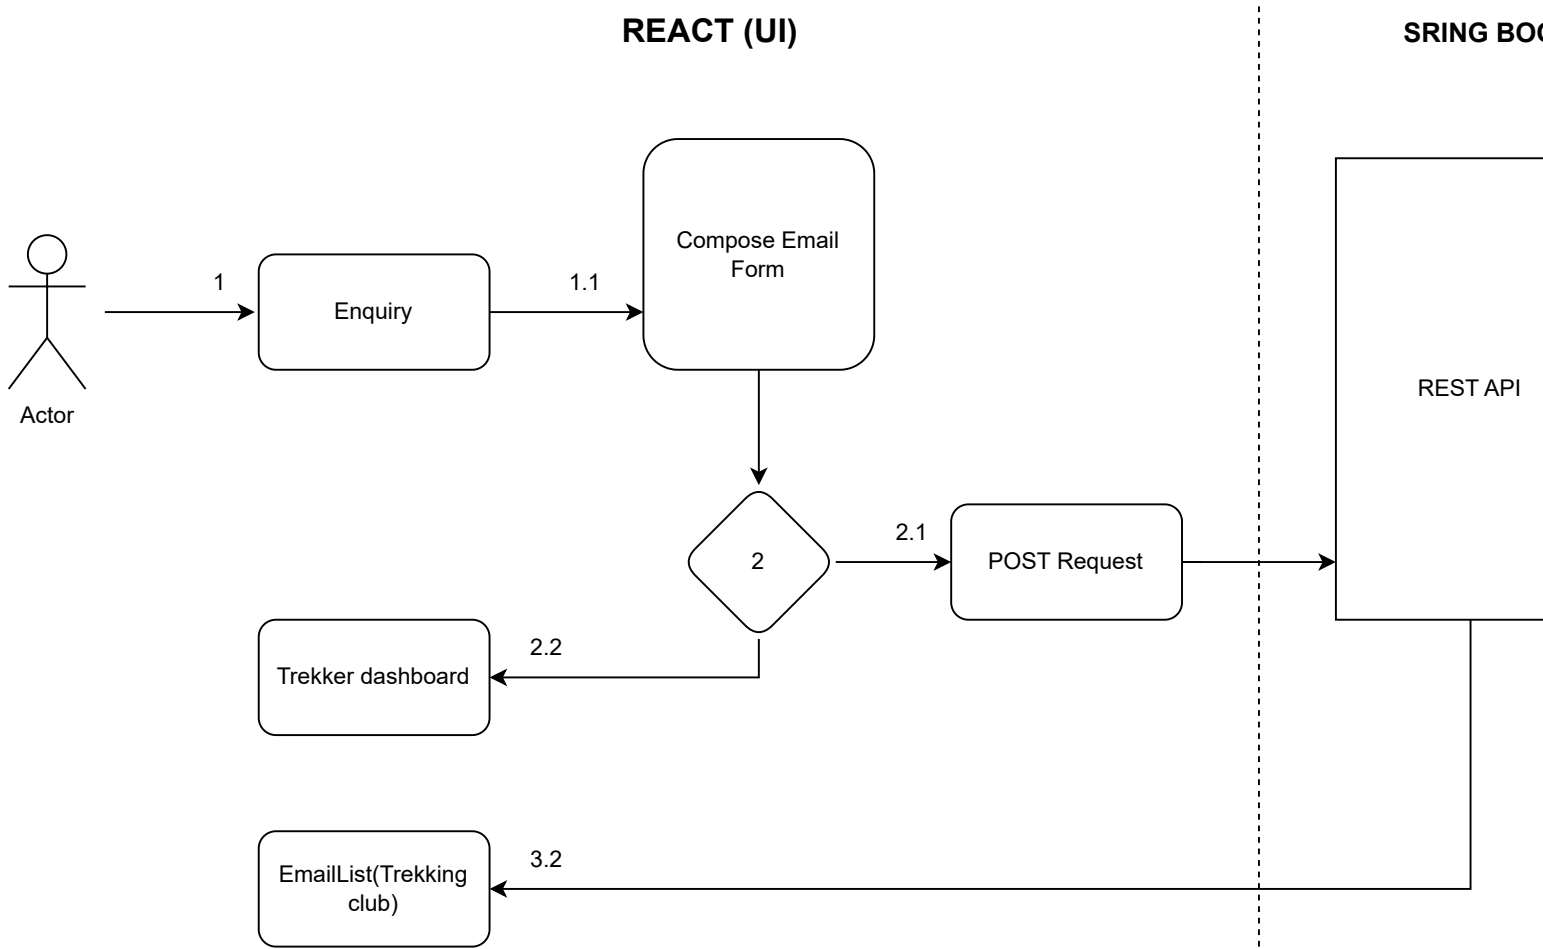 REACT (UI)
SRING
1
1.1
Compose Email
Form
Enquiry
REST API
Actor
2
2.1
POST Request
2.2
Trekker dashboard
3.2
EmailList(Trekking
club)